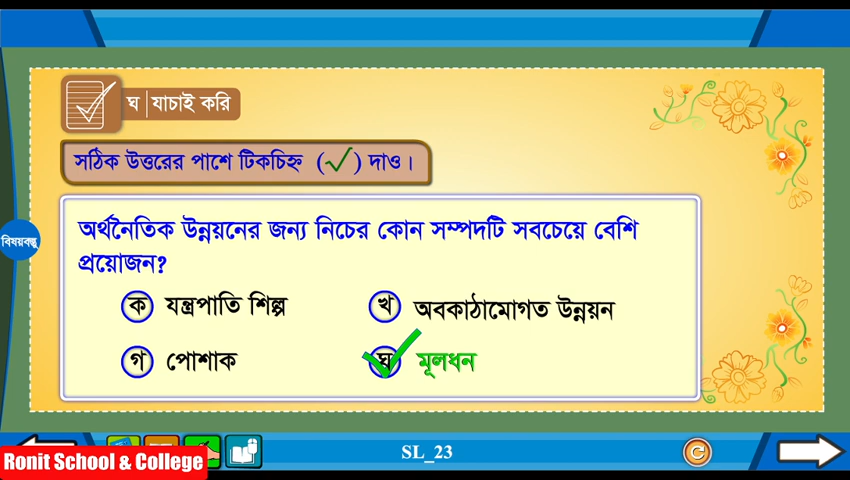 ঘ যাচাই করি
সঠিক উত্তরের পাশে টিকচিহ্ন (✓) দাও।
অর্থনৈতিক উন্নয়নের জন্য নিচের কোন সম্পদটি সবচেয়ে বেশি
প্রয়োজন?
ক যন্ত্রপাতি শিল্প খ অবকাঠামোগত উন্নয়ন
গ পোশাক ঘ মূলধন
বিষয়বস্তু
SL_23
Ronit School & College